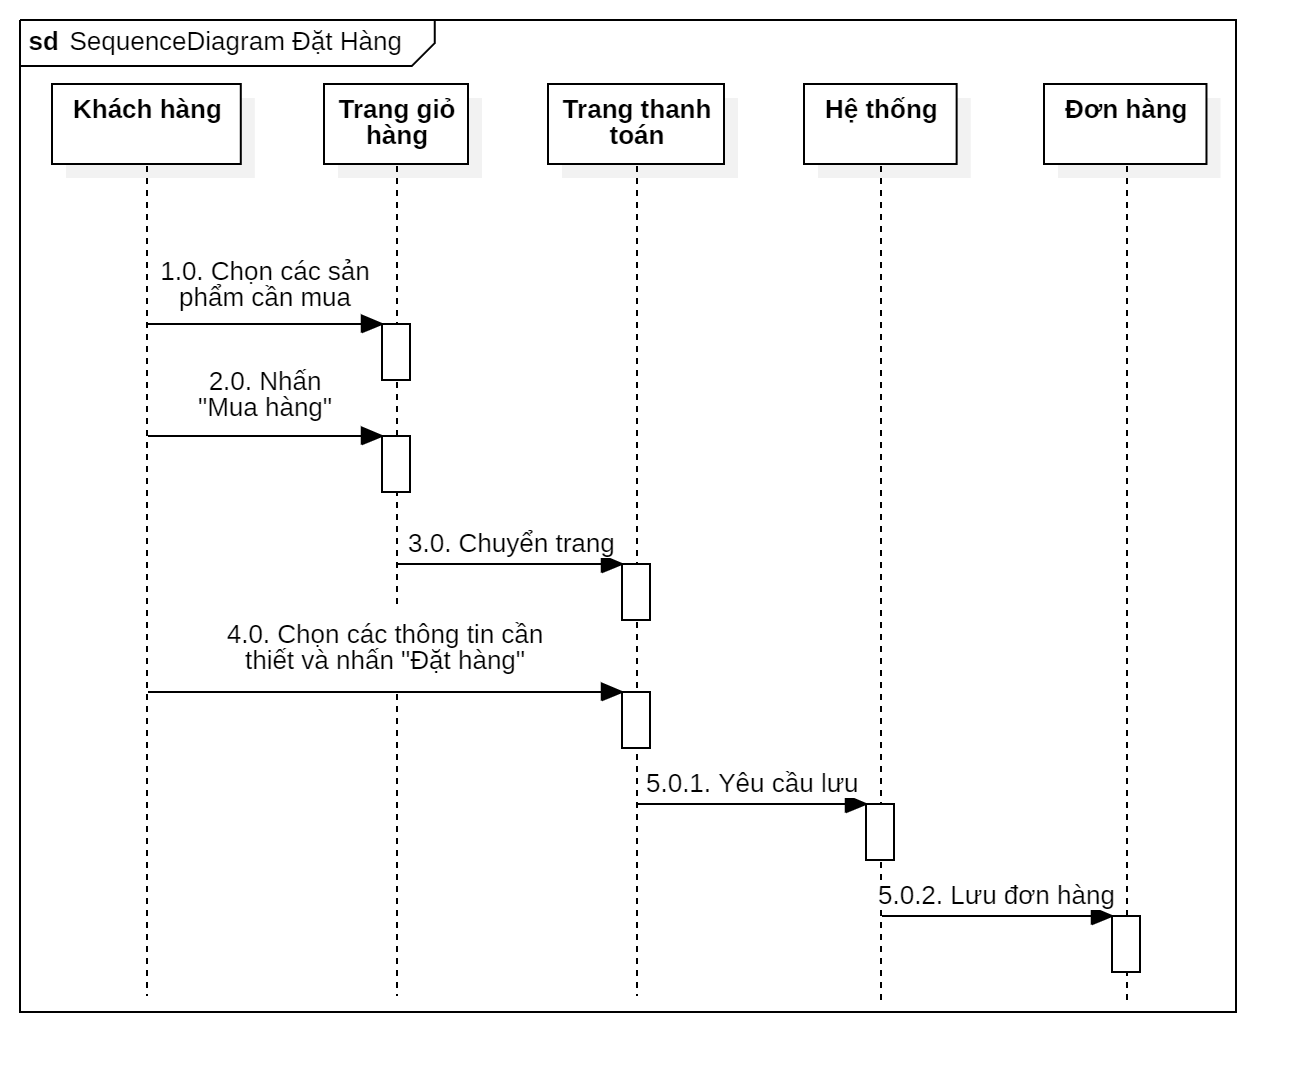 sd SequenceDiagram Đặt Hàng
Khách hàng
Trang giỏ
hàng
Trang thanh
toán
Hệ thống
Đơn hàng
1.0. Chọn các sản
phẩm cần mua
2.0. Nhấn
"Mua hàng"
3.0. Chuyển trang
4.0. Chọn các thông tin cần
thiết và nhấn "Đặt hàng"
5.0.1. Yêu cầu lưu
5.0.2. Lưu đơn hàng